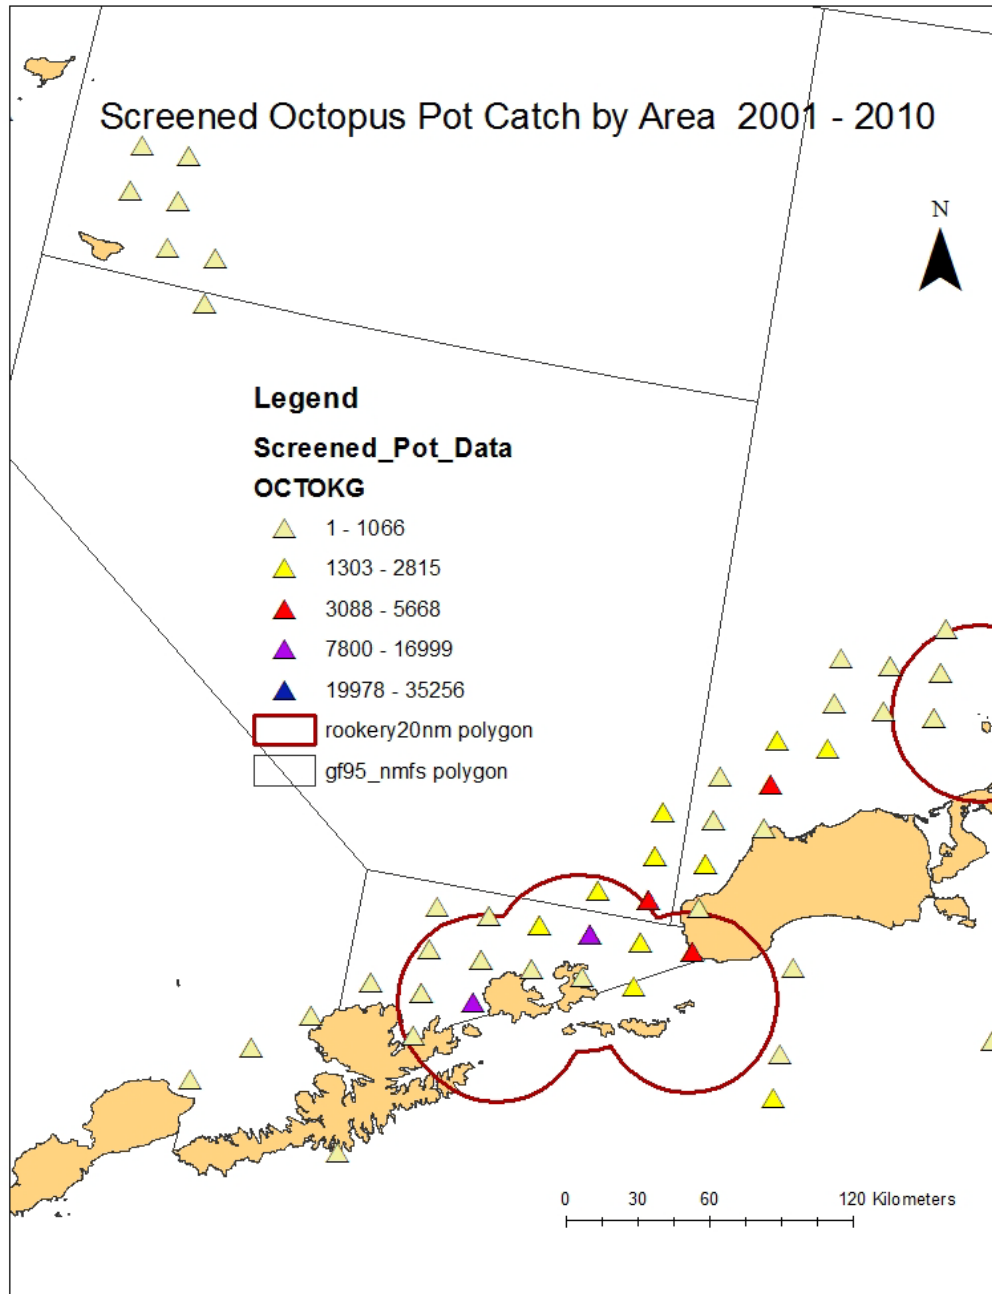 Screened Octopus Pot Catch by Area 2001 - 2010
N
Legend
Screened_Pot_Data
OCTOKG
1 - 1066
1303 - 2815
3088 - 5668
7800 - 16999
19978 - 35256
rookery20nm polygon
gf95_nmfs polygon
0 30 60 120 Kilometers